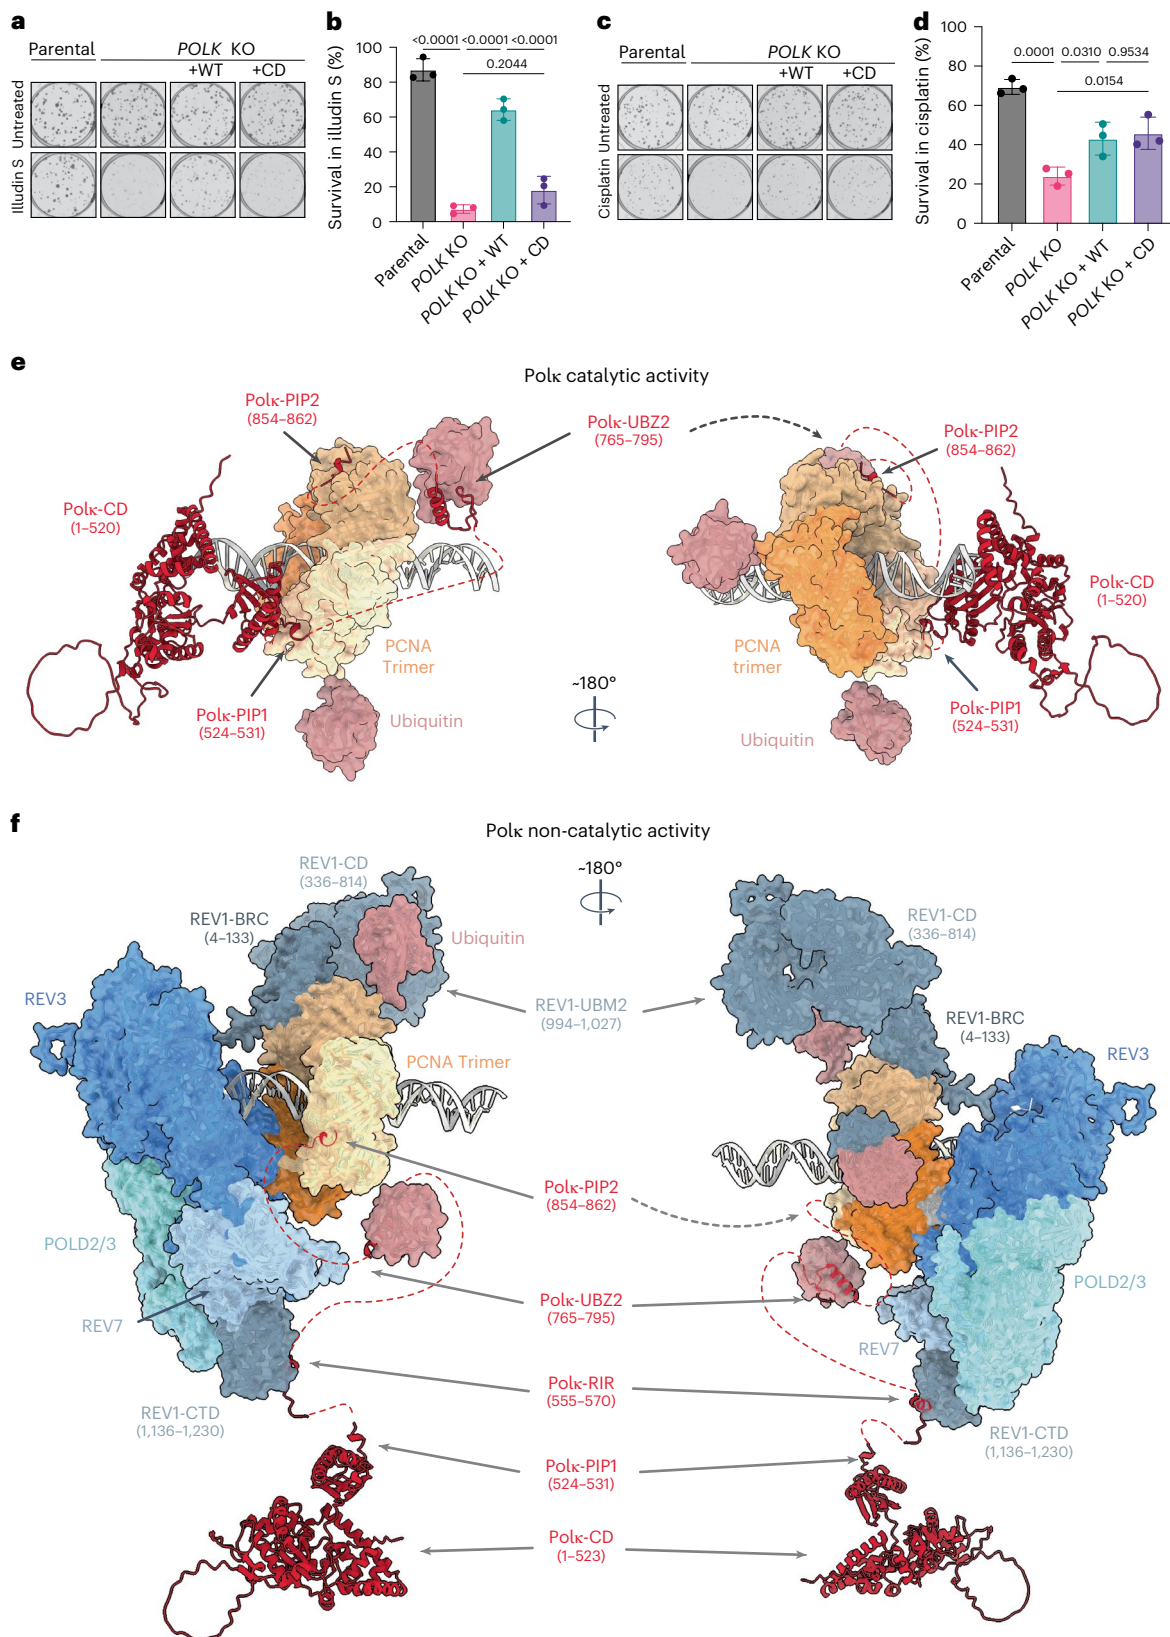 a
Parental
POLK KO
+WT
+CD
Untreated
Illudin S
b
Survival in illudin S (%)
100
80
60
40
20
0
<0.0001
<0.0001
<0.0001
0.2044
Parental
POLK KO
POLK KO + WT
POLK KO + CD
c
Parental
POLK KO
+WT
+CD
Untreated
Cisplatin
d
Survival in cisplatin (%)
100
80
60
40
20
0
0.0001
0.0310
0.9534
0.0154
Parental
POLK KO
POLK KO + WT
POLK KO + CD
e
Polκ catalytic activity
Polκ-PIP2
(854–862)
Polκ-UBZ2
(765–795)
Polκ-PIP2
(854–862)
Polκ-CD
(1–520)
Polκ-CD
(1–520)
PCNA
Trimer
PCNA
trimer
~180°
Polκ-PIP1
(524–531)
Ubiquitin
Polκ-PIP1
(524–531)
Ubiquitin
f
Polκ non-catalytic activity
~180°
REV1-CD
(336–814)
REV1-BRC
(4–133)
Ubiquitin
REV1-CD
(336–814)
REV3
REV1-UBM2
(994–1,027)
REV1-BRC
(4–133)
PCNA Trimer
REV3
Polκ-PIP2
(854–862)
POLD2/3
POLD2/3
Polκ-UBZ2
(765–795)
REV7
REV7
Polκ-RIR
(555–570)
REV1-CTD
(1,136–1,230)
REV1-CTD
(1,136–1,230)
Polκ-PIP1
(524–531)
Polκ-CD
(1–523)